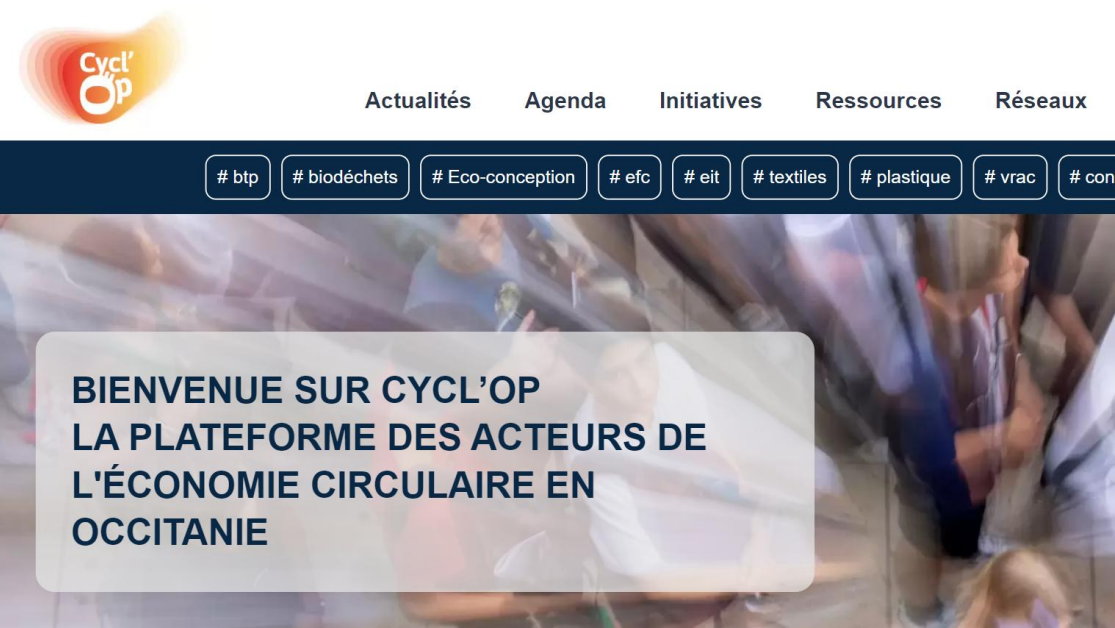 Cycl'
Op
Actualités Agenda Initiatives Ressources Réseaux
# btp # biodéchets # Eco-conception # efc # eit # textiles # plastique # vrac # con
BIENVENUE SUR CYCL’OP
LA PLATEFORME DES ACTEURS DE
L'ÉCONOMIE CIRCULAIRE EN
OCCITANIE